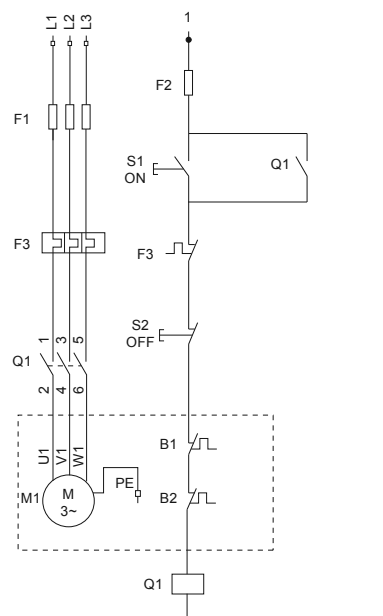 L1 L2 L3
1
F2
F1
S1
ON
Q1
F3
F3
S2
OFF
1 3 5
Q1
2 4 6
U1 V1 W1
B1
PE
M1
M
3~
B2
Q1